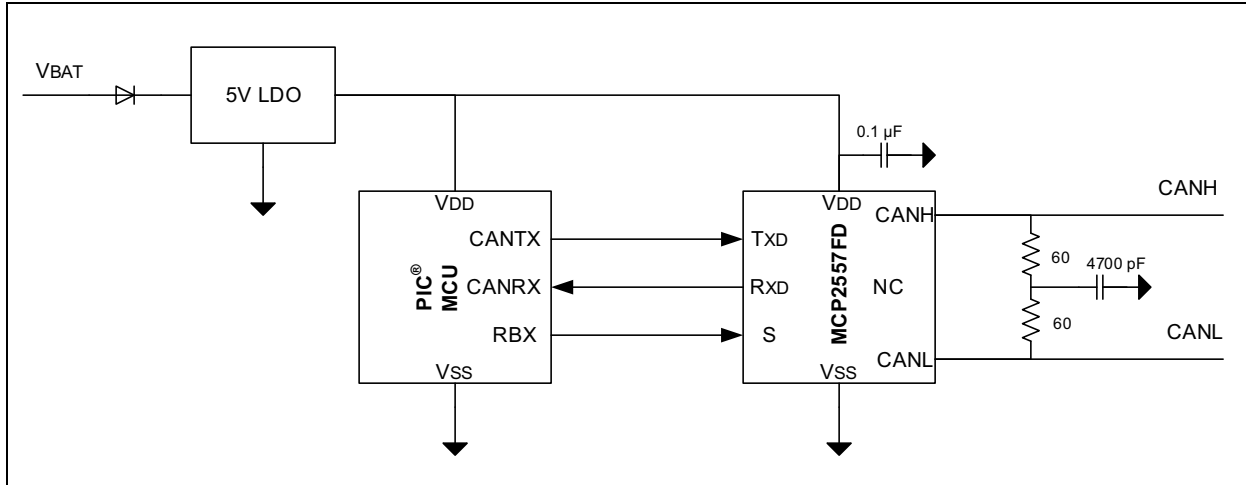 VBAT
5V LDO
0.1 µF
VDD
CANTX
CANRX
RBX
VSS
PIC®
MCU
VDD
TXD
RXD
S
MCP2557FD
CANH
NC
CANL
VSS
CANH
60
4700 pF
60
CANL